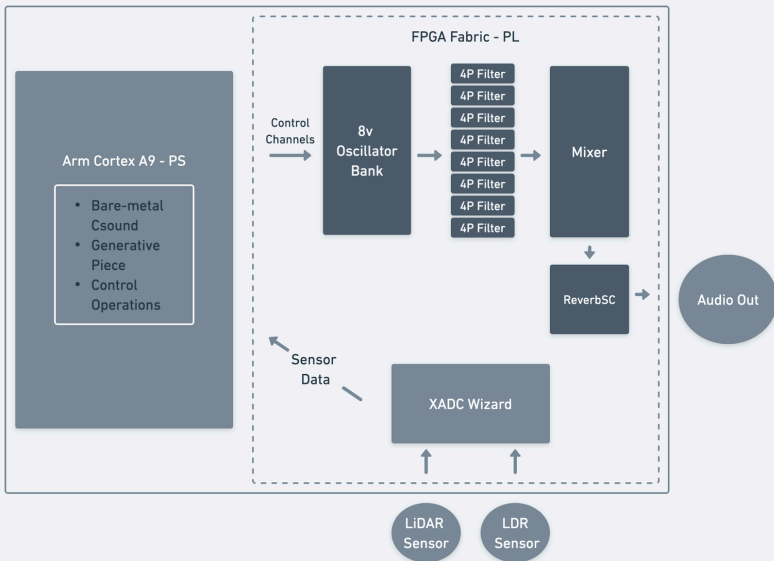 FPGA Fabric - PL
Arm Cortex A9 - PS
• Bare-metal
Csound
• Generative
Piece
• Control
Operations
Control
Channels
8v
Oscillator
Bank
4P Filter
4P Filter
4P Filter
4P Filter
4P Filter
4P Filter
4P Filter
4P Filter
Mixer
ReverbSC
Audio Out
Sensor
Data
XADC Wizard
LiDAR
Sensor
LDR
Sensor